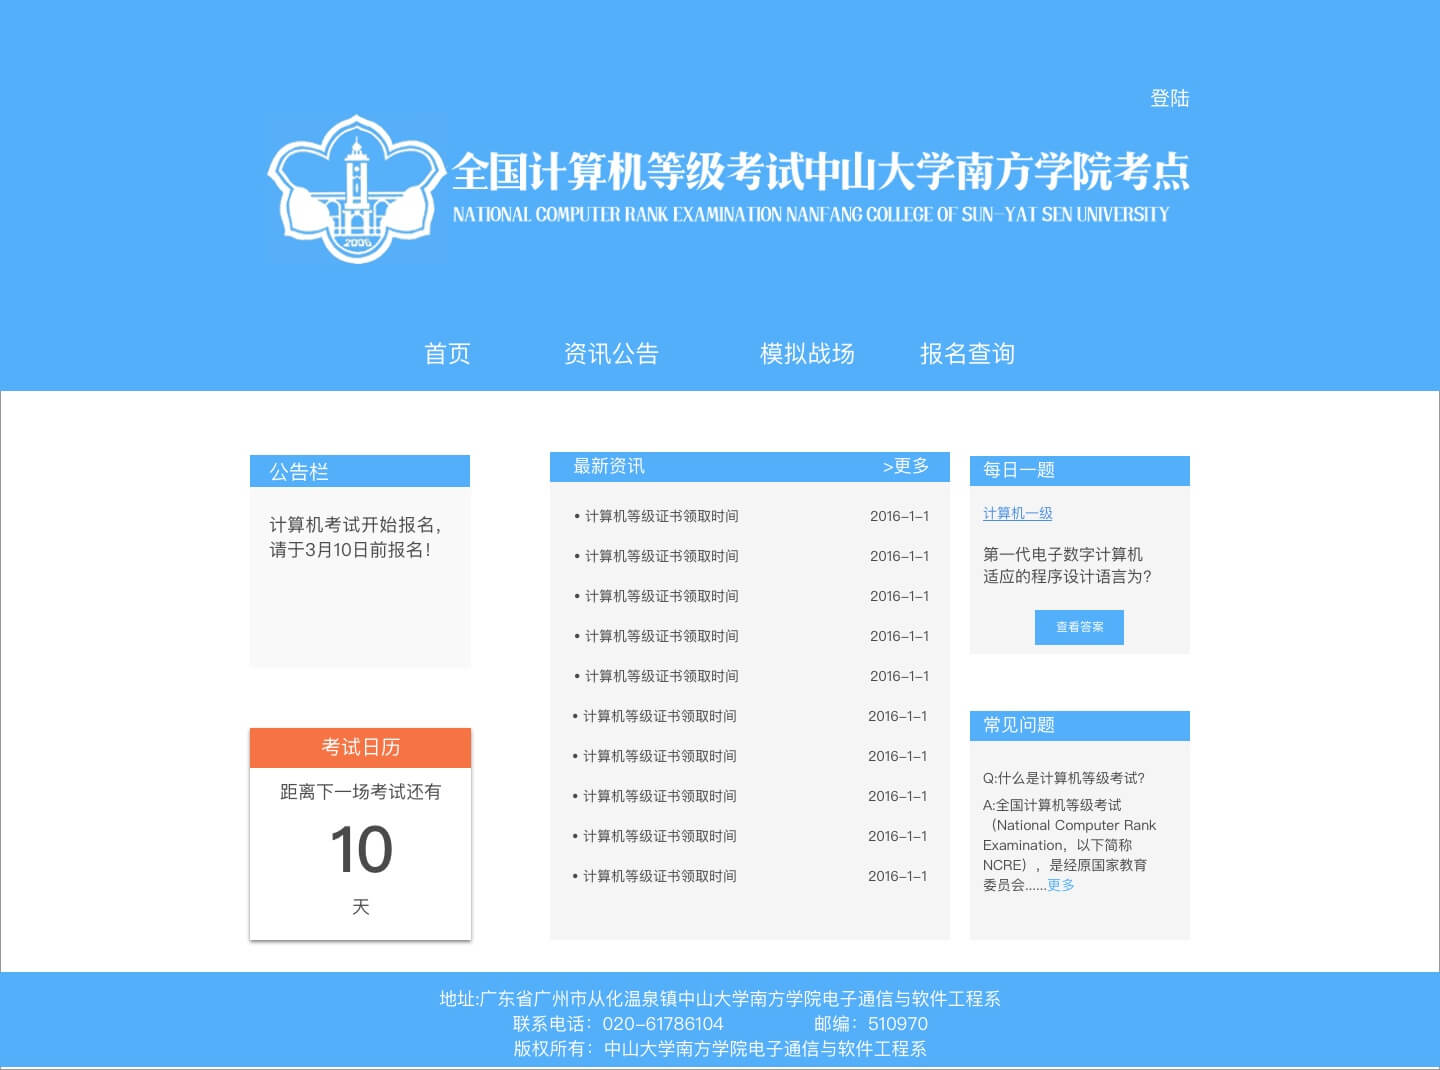 登陆
全国计算机等级考试中山大学南方学院考点
NATIONAL COMPUTER RANK EXAMINATION NANFANG COLLEGE OF SUN-YAT SEN UNIVERSITY
2006
首页 资讯公告 模拟战场 报名查询
公告栏
计算机考试开始报名,
请于3月10日前报名!
考试日历
距离下一场考试还有
10
天
最新资讯 >更多
• 计算机等级证书领取时间 2016-1-1
• 计算机等级证书领取时间 2016-1-1
• 计算机等级证书领取时间 2016-1-1
• 计算机等级证书领取时间 2016-1-1
• 计算机等级证书领取时间 2016-1-1
• 计算机等级证书领取时间 2016-1-1
• 计算机等级证书领取时间 2016-1-1
• 计算机等级证书领取时间 2016-1-1
• 计算机等级证书领取时间 2016-1-1
• 计算机等级证书领取时间 2016-1-1
每日一题
计算机一级
第一代电子数字计算机
适应的程序设计语言为?
查看答案
常见问题
Q:什么是计算机等级考试?
A:全国计算机等级考试
（National Computer Rank
Examination，以下简称
NCRE），是经原国家教育
委员会......更多
地址:广东省广州市从化温泉镇中山大学南方学院电子通信与软件工程系
联系电话：020-61786104 邮编：510970
版权所有：中山大学南方学院电子通信与软件工程系